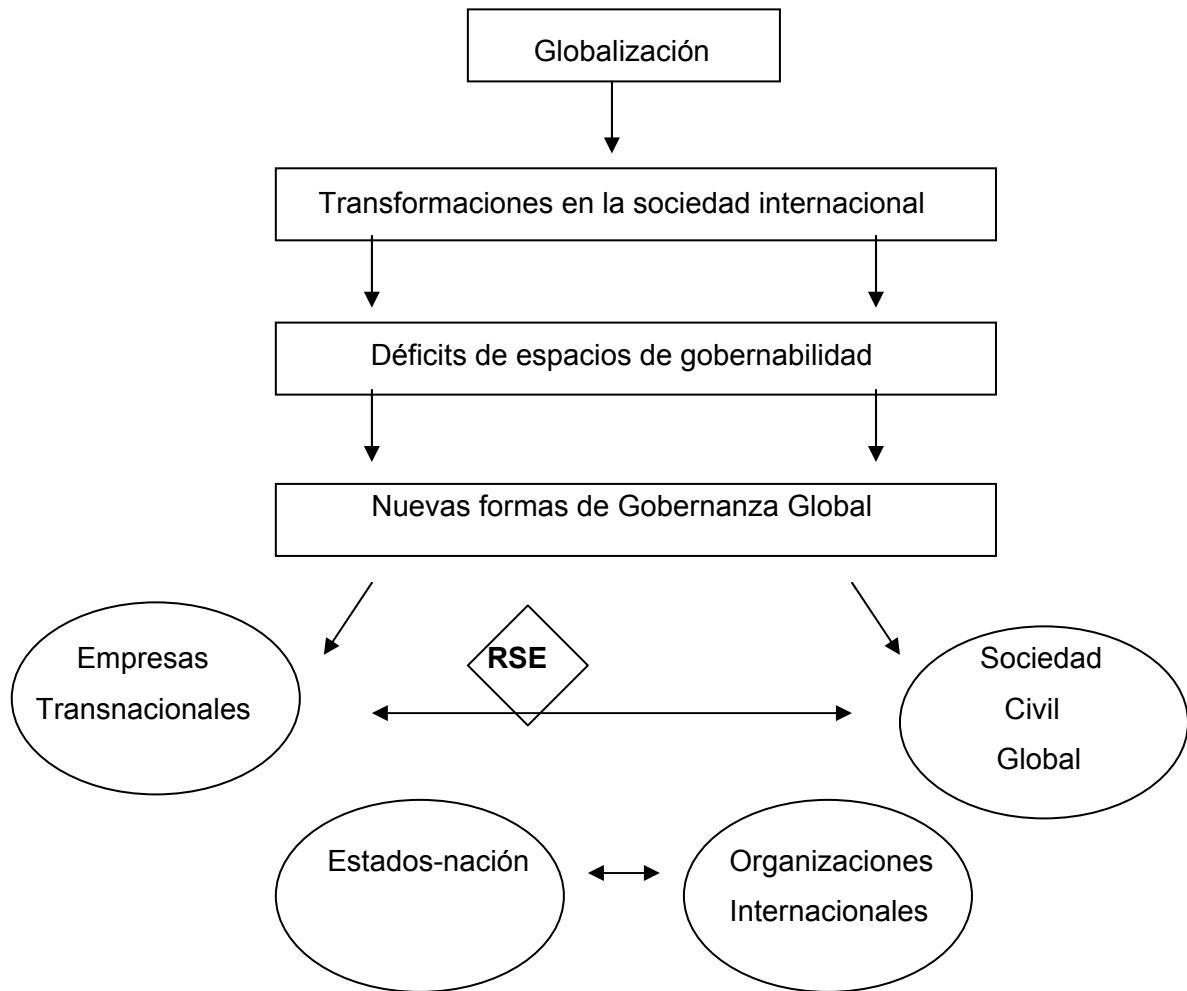 Globalización
Transformaciones en la sociedad internacional
Déficits de espacios de gobernabilidad
Nuevas formas de Gobernanza Global
Empresas
Transnacionales
RSE
Sociedad
Civil
Global
Estados-nación
Organizaciones
Internacionales